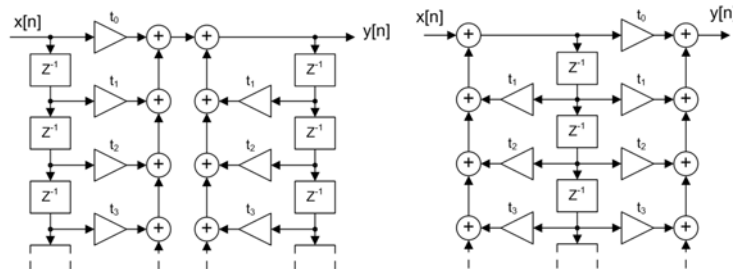 x[n] t₀ + + y[n]
Z⁻¹ Z⁻¹
t₁ + + t₁
Z⁻¹ Z⁻¹
t₂ + + t₂
Z⁻¹ Z⁻¹
t₃ + + t₃
x[n] + t₀ + y[n]
Z⁻¹
+ t₁ t₁ +
Z⁻¹
+ t₂ t₂ +
Z⁻¹
+ t₃ t₃ +